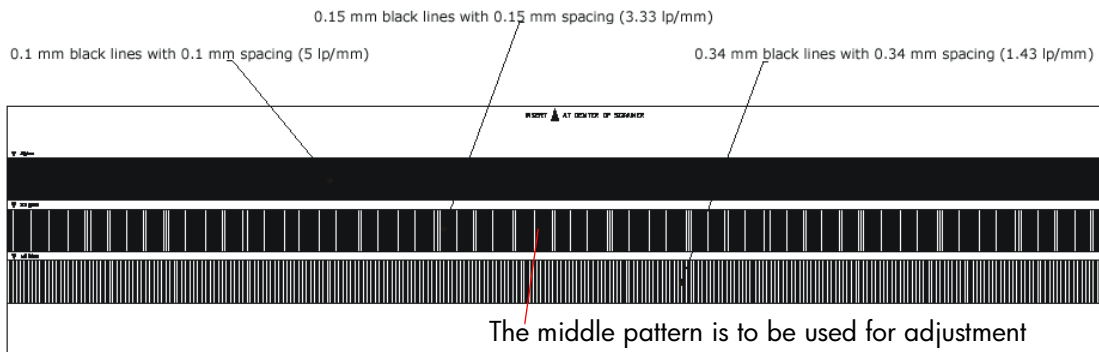 0.15 mm black lines with 0.15 mm spacing (3.33 lp/mm)
0.1 mm black lines with 0.1 mm spacing (5 lp/mm)
0.34 mm black lines with 0.34 mm spacing (1.43 lp/mm)
INSERT AT CENTER OF
The middle pattern is to be used for adjustment